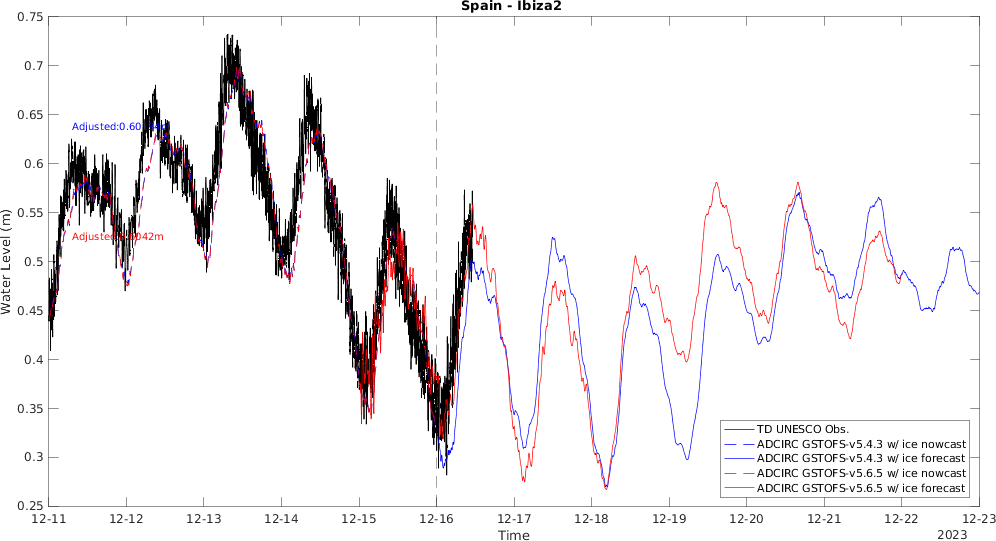 Spain - Ibiza2
0.75
0.7
0.65
0.6
0.55
0.5
0.45
0.4
0.35
0.3
0.25
Water Level (m)
Adjusted:0.60
Adjusted: 042m
TD UNESCO Obs.
ADCIRC GSTOFS-v5.4.3 w/ ice nowcast
ADCIRC GSTOFS-v5.4.3 w/ ice forecast
ADCIRC GSTOFS-v5.6.5 w/ ice nowcast
ADCIRC GSTOFS-v5.6.5 w/ ice forecast
12-11 12-12 12-13 12-14 12-15 12-16 12-17 12-18 12-19 12-20 12-21 12-22 12-23
Time
2023